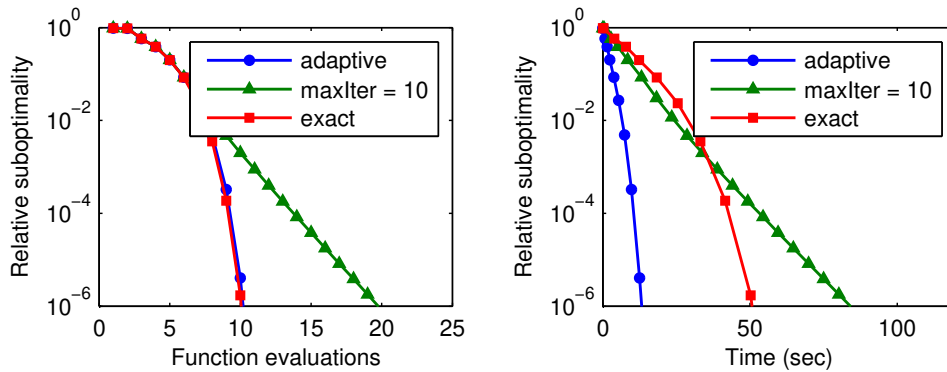 10^0
10^-2
10^-4
10^-6
Relative suboptimality
0 5 10 15 20 25
Function evaluations
adaptive
maxIter = 10
exact
10^0
10^-2
10^-4
10^-6
Relative suboptimality
0 50 100
Time (sec)
adaptive
maxIter = 10
exact